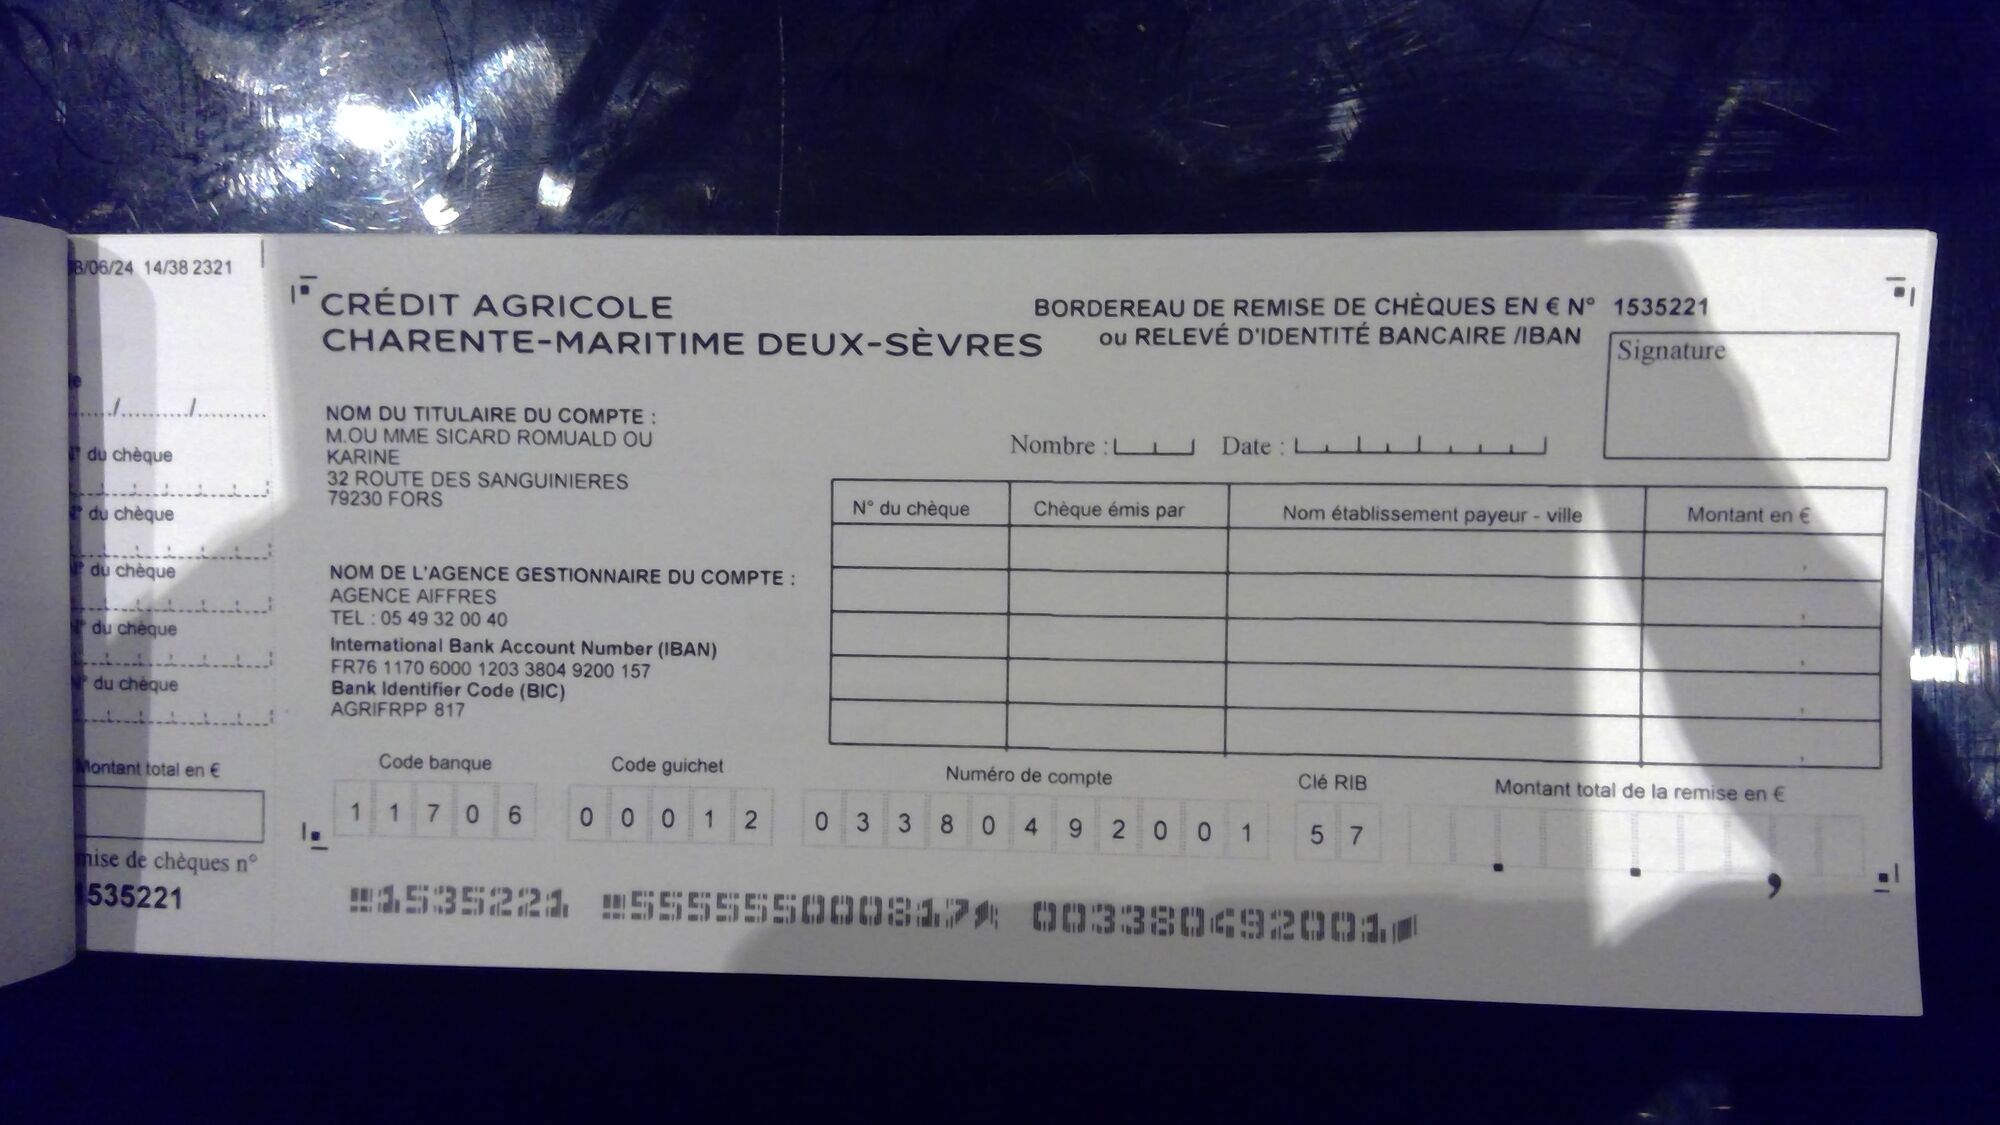 8/06/24 14/38 2321
CRÉDIT AGRICOLE
CHARENTE-MARITIME DEUX-SÈVRES
BORDEREAU DE REMISE DE CHÈQUES EN € N° 1535221
ou RELEVÉ D'IDENTITÉ BANCAIRE /IBAN
Signature
NOM DU TITULAIRE DU COMPTE :
M.OU MME SICARD ROMUALD OU
KARINE
32 ROUTE DES SANGUINIERES
79230 FORS
Nombre :
Date :
N° du chèque
Chèque émis par
Nom établissement payeur - ville
Montant en €
NOM DE L'AGENCE GESTIONNAIRE DU COMPTE :
AGENCE AIFFRES
TEL : 05 49 32 00 40
International Bank Account Number (IBAN)
FR76 1170 6000 1203 3804 9200 157
Bank Identifier Code (BIC)
AGRIFRPP 817
Code banque
Code guichet
Numéro de compte
Clé RIB
Montant total de la remise en €
1 1 7 0 6
0 0 0 1 2
0 3 3 8 0 4 9 2 0 0 1
5 7
1535221 555555000817 003380492001
° du chèque
° du chèque
° du chèque
° du chèque
° du chèque
Montant total en €
mise de chèques n°
1535221